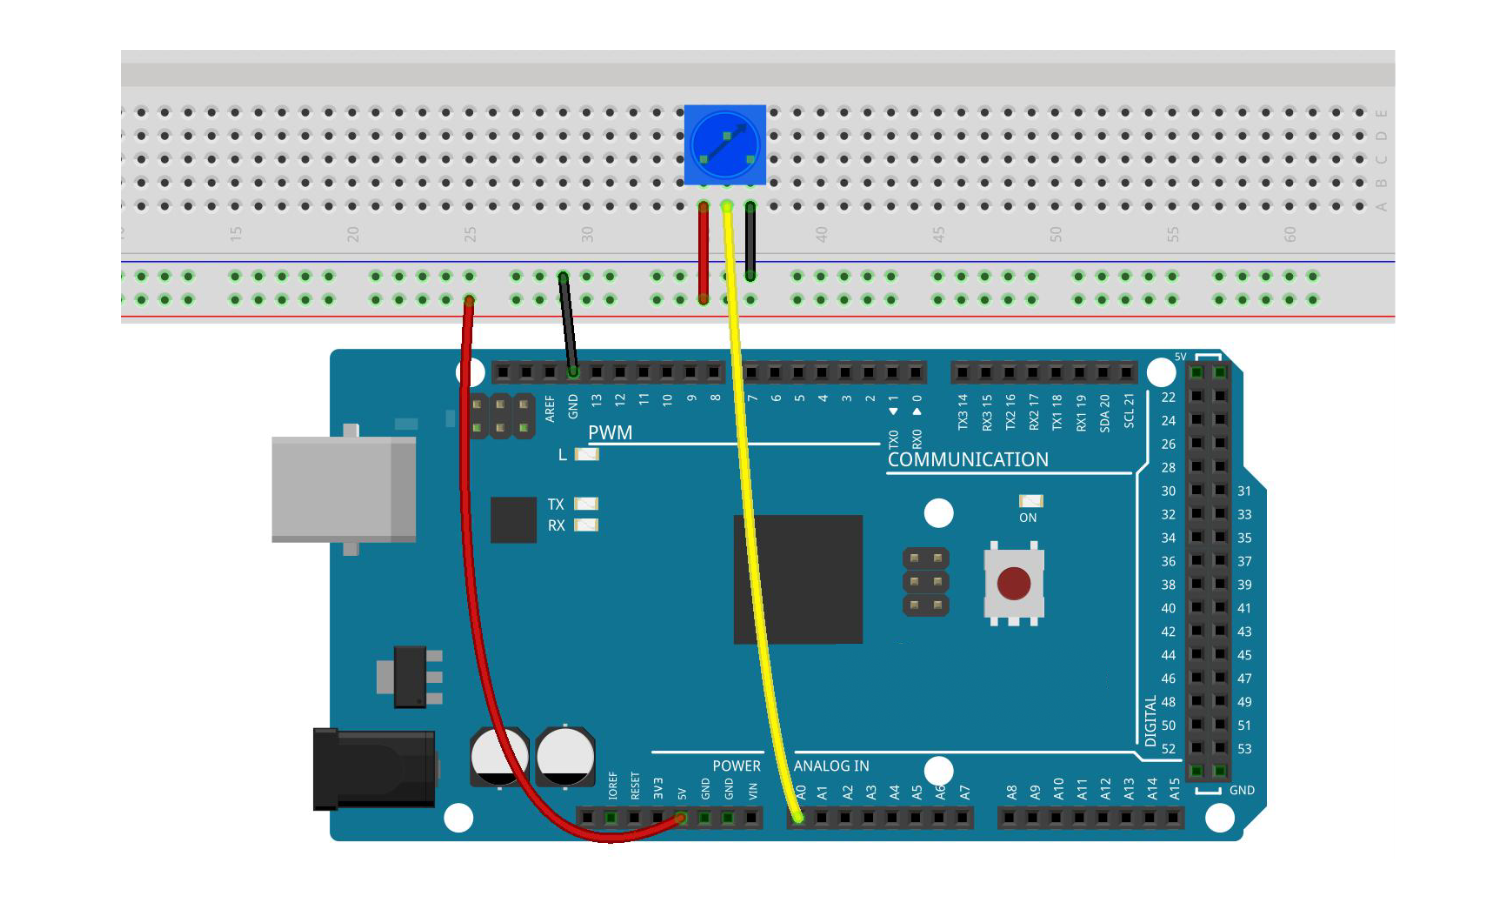 E
D
C
B
A
15 20 25 30 40 45 50 55 60
5V
AREF GND 13 12 11 10 9 8 7 6 5 4 3 2 1 0
TX0 RX0
TX3 14 RX3 15 TX2 16 RX2 17 TX1 18 RX1 19 SDA 20 SCL 21
22
24
26
28
30 31
32 33
34 35
36 37
38 39
40 41
42 43
44 45
46 47
48 49
50 51
52 53
PWM
L
COMMUNICATION
TX
RX
ON
DIGITAL
POWER ANALOG IN
IOREF RESET 3V3 5V GND GND VIN
A0 A1 A2 A3 A4 A5 A6 A7
A8 A9 A10 A11 A12 A13 A14 A15
GND